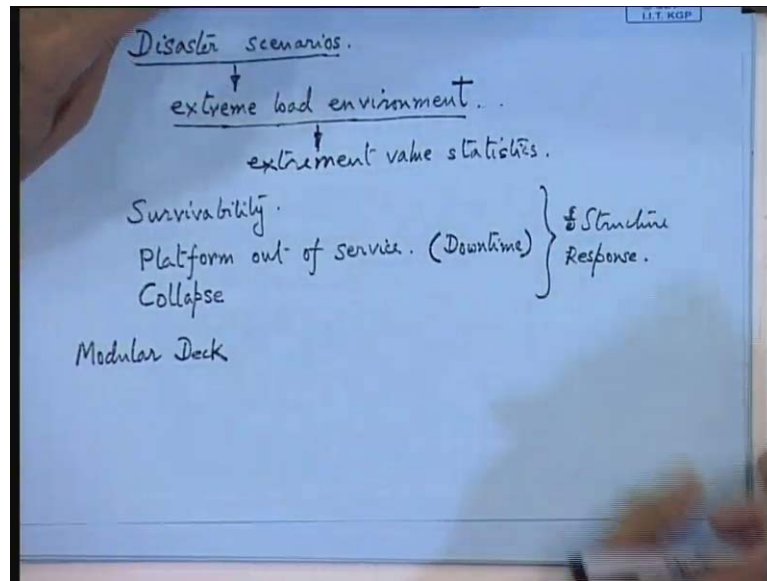 I.I.T. KGP
Disaster scenarios.
extreme load environment..
extrement value statistics.
Survivability.
Platform out of service. (Downtime)
Collapse
Structure
Response.
Modular Deck